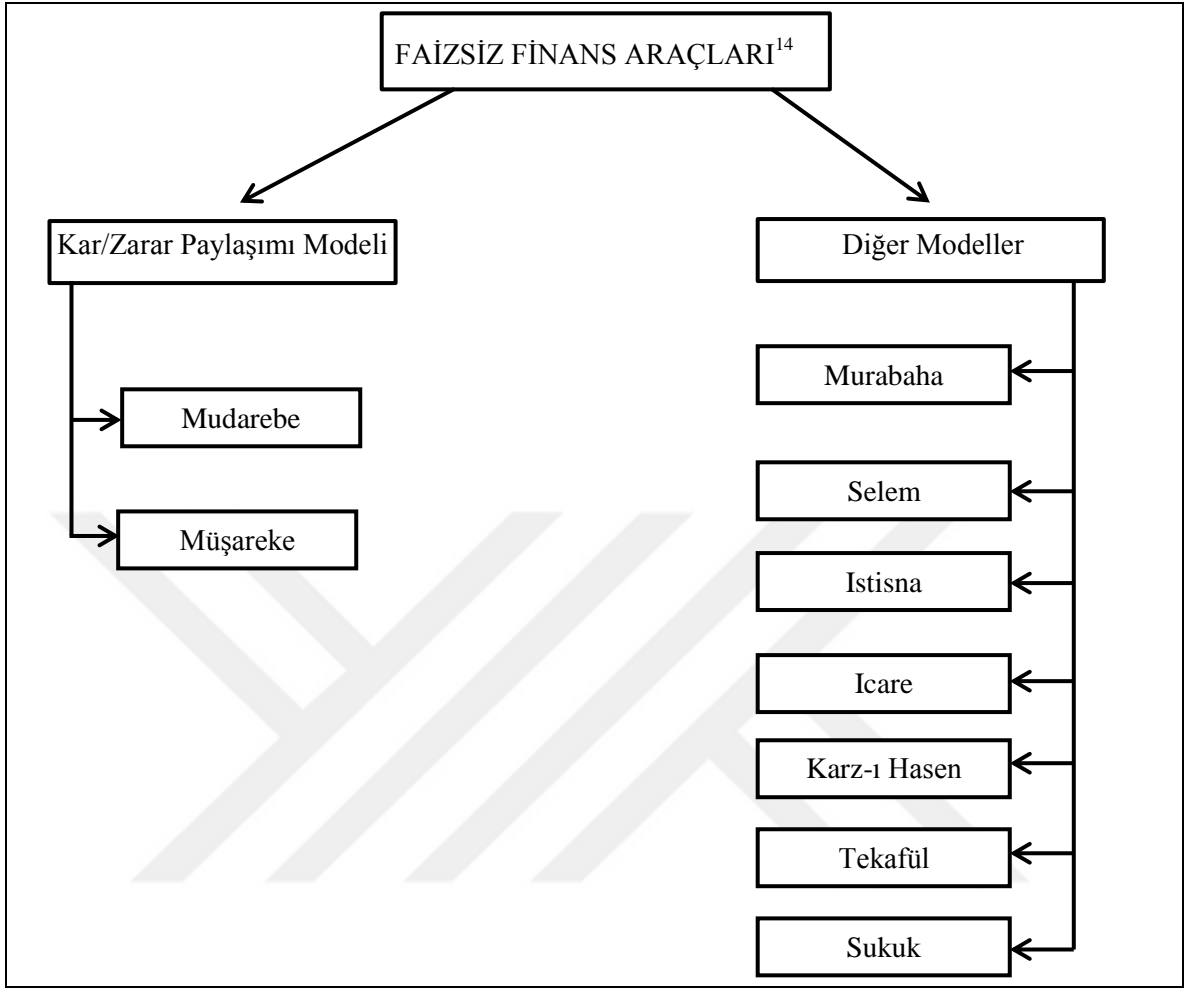 FAİZSİZ FİNANS ARAÇLARI14
Kar/Zarar Paylaşımı Modeli
Mudarebe
Müşareke
Diğer Modeller
Murabaha
Selem
Istisna
Icare
Karz-ı Hasen
Tekafül
Sukuk